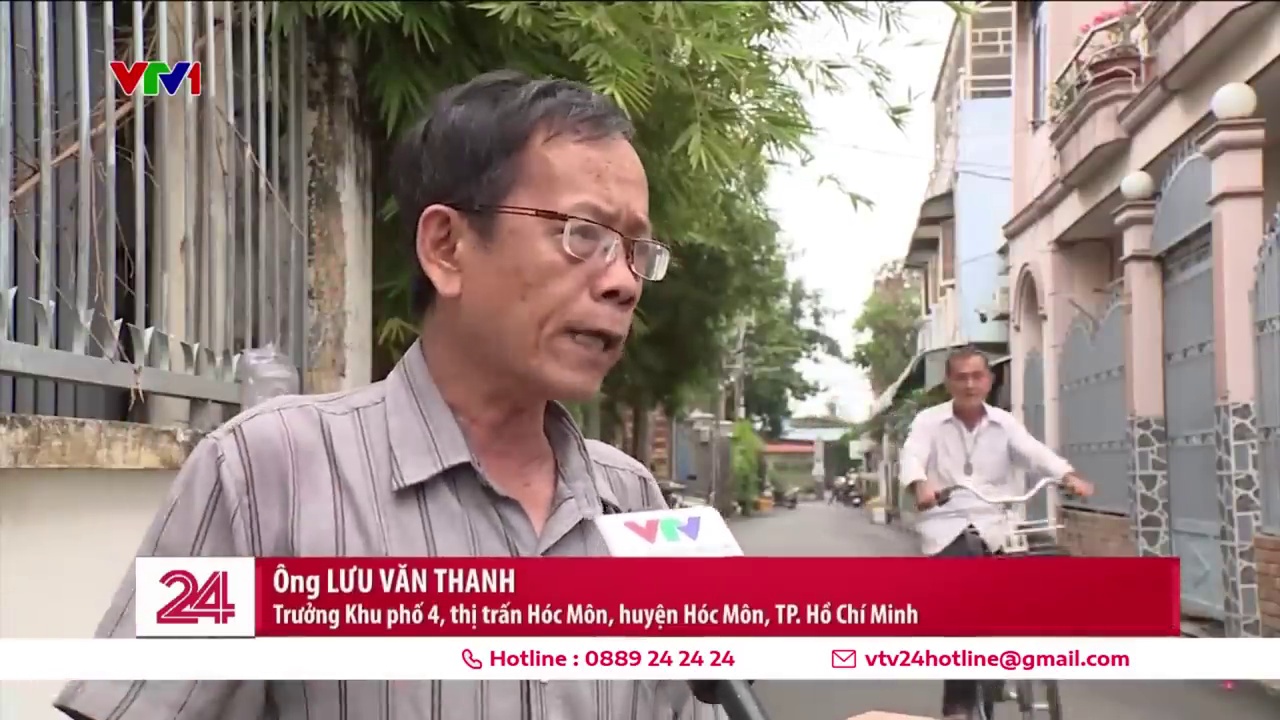 VTV1
VTV
24
Ông LƯU VĂN THANH
Trưởng Khu phố 4, thị trấn Hóc Môn, huyện Hóc Môn, TP. Hồ Chí Minh
Hotline : 0889 24 24 24
vtv24hotline@gmail.com